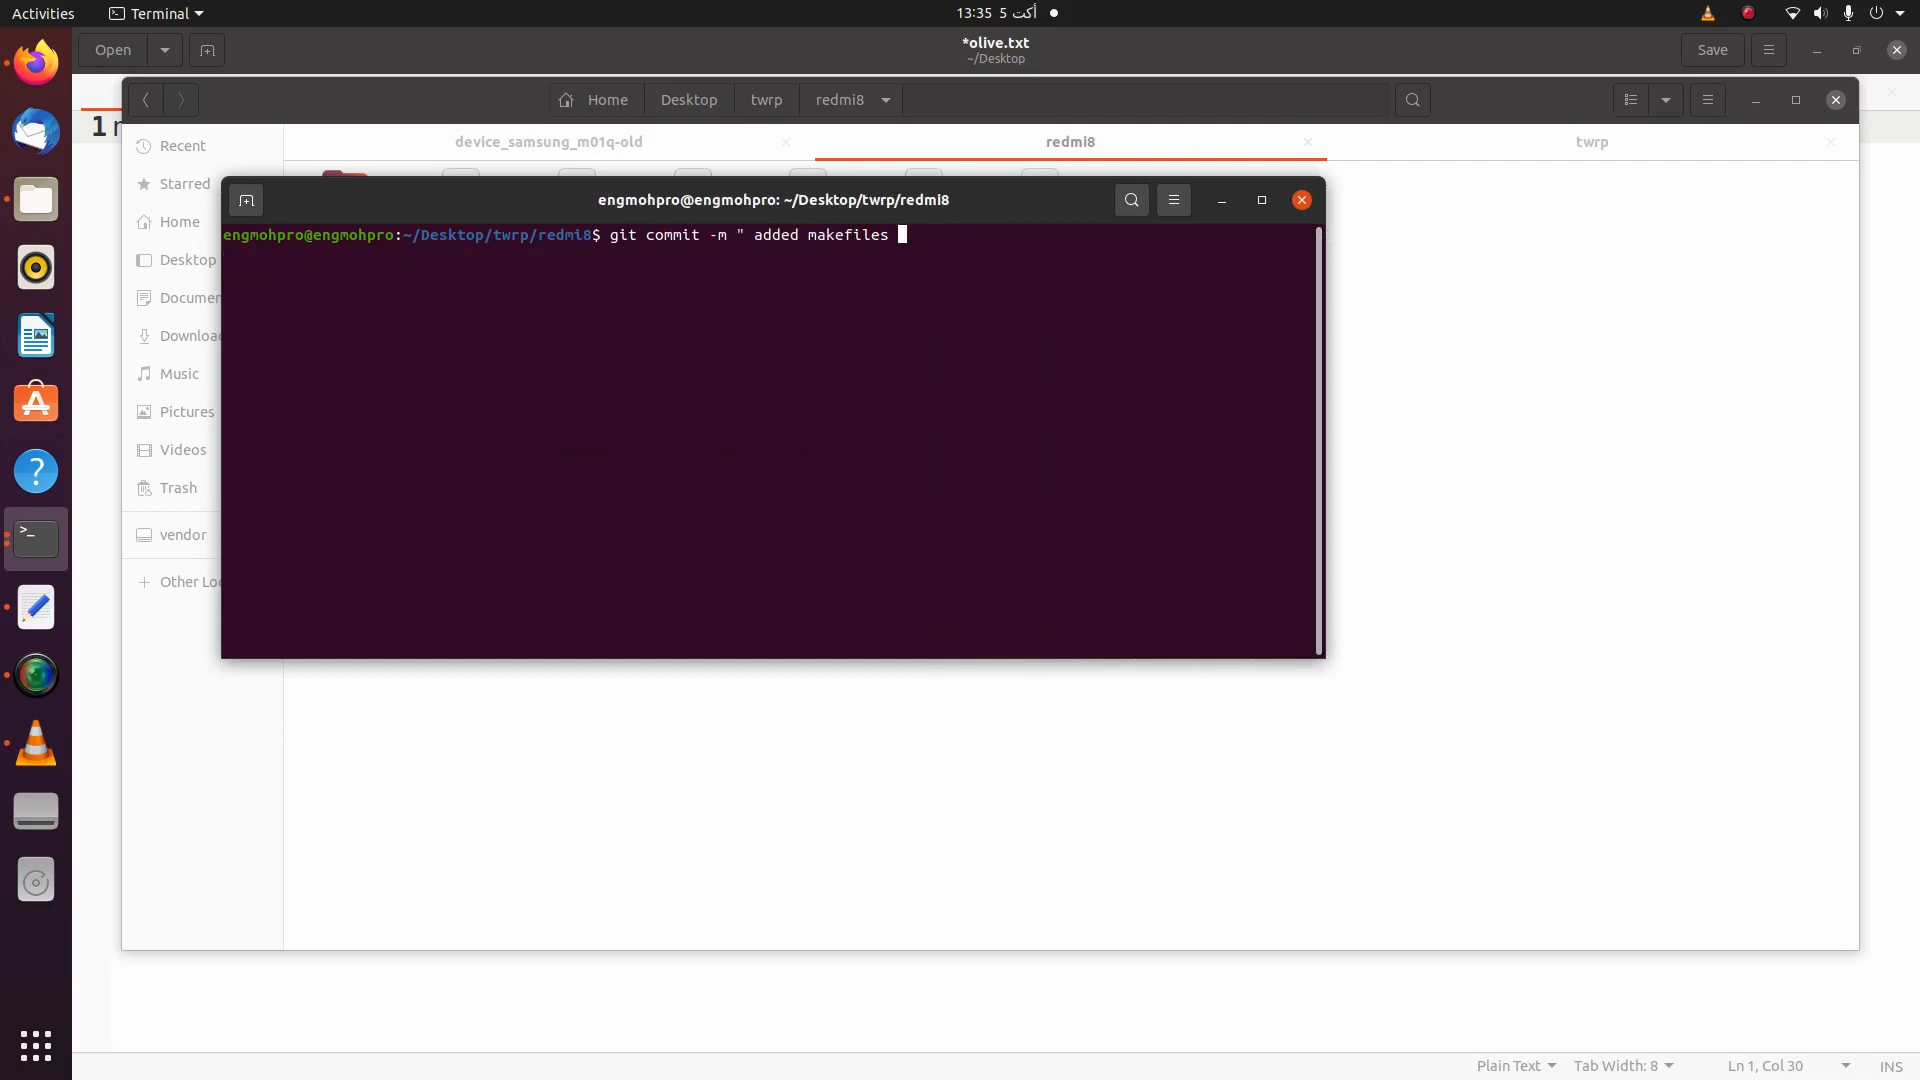 Activities
Terminal
13:35 5 أكت
Open
*olive.txt
~/Desktop
Save
Home
Desktop
twrp
redmi8
1
Recent
Starred
Home
Desktop
Documen
Downloa
Music
Pictures
Videos
Trash
vendor
Other Loc
device_samsung_m01q-old
redmi8
twrp
engmohpro@engmohpro: ~/Desktop/twrp/redmi8
engmohpro@engmohpro:~/Desktop/twrp/redmi8$ git commit -m " added makefiles
Plain Text
Tab Width: 8
Ln 1, Col 30
INS